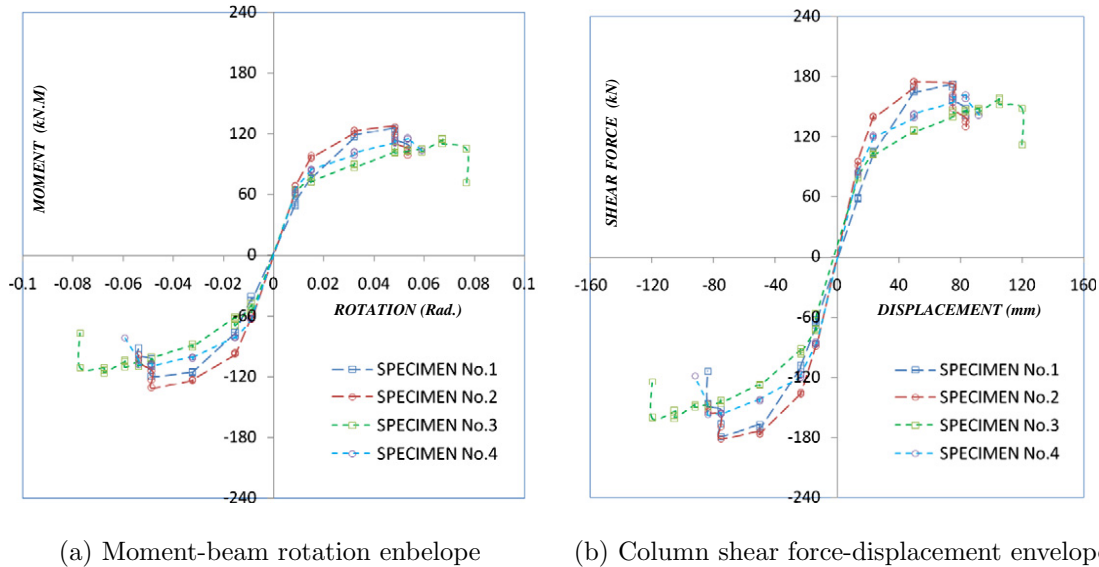 240
180
120
60
0
-60
-120
-180
-240
-0.1 -0.08 -0.06 -0.04 -0.02 0 0.02 0.04 0.06 0.08 0.1
MOMENT (kN.M)
ROTATION (Rad.)
SPECIMEN No.1
SPECIMEN No.2
SPECIMEN No.3
SPECIMEN No.4
(a) Moment-beam rotation enbelope
240
180
120
60
0
-60
-120
-180
-240
-160 -120 -80 -40 0 40 80 120 160
SHEAR FORCE (kN)
DISPLACEMENT (mm)
SPECIMEN No.1
SPECIMEN No.2
SPECIMEN No.3
SPECIMEN No.4
(b) Column shear force-displacement envelop